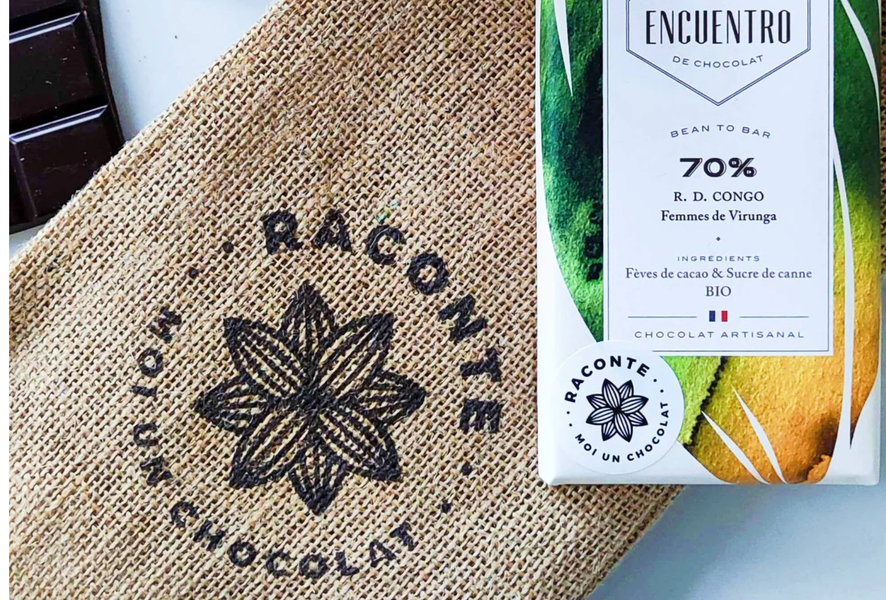 RACONTE
MOI UN CHOCOLAT
ENCUENTRO
DE CHOCOLAT
BEAN TO BAR
70%
R. D. CONGO
Femmes de Virunga
INGREDIENTS
Fèves de cacao & Sucre de canne
BIO
CHOCOLAT ARTISANAL
RACONTE
MOI UN CHOCOLAT